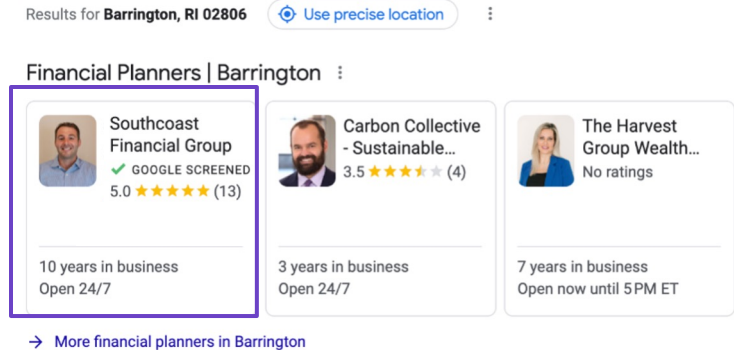 Results for Barrington, RI 02806
Use precise location
Financial Planners | Barrington
Southcoast
Financial Group
GOOGLE SCREENED
5.0 (13)
10 years in business
Open 24/7
Carbon Collective
- Sustainable...
3.5 (4)
3 years in business
Open 24/7
The Harvest
Group Wealth...
No ratings
7 years in business
Open now until 5 PM ET
More financial planners in Barrington